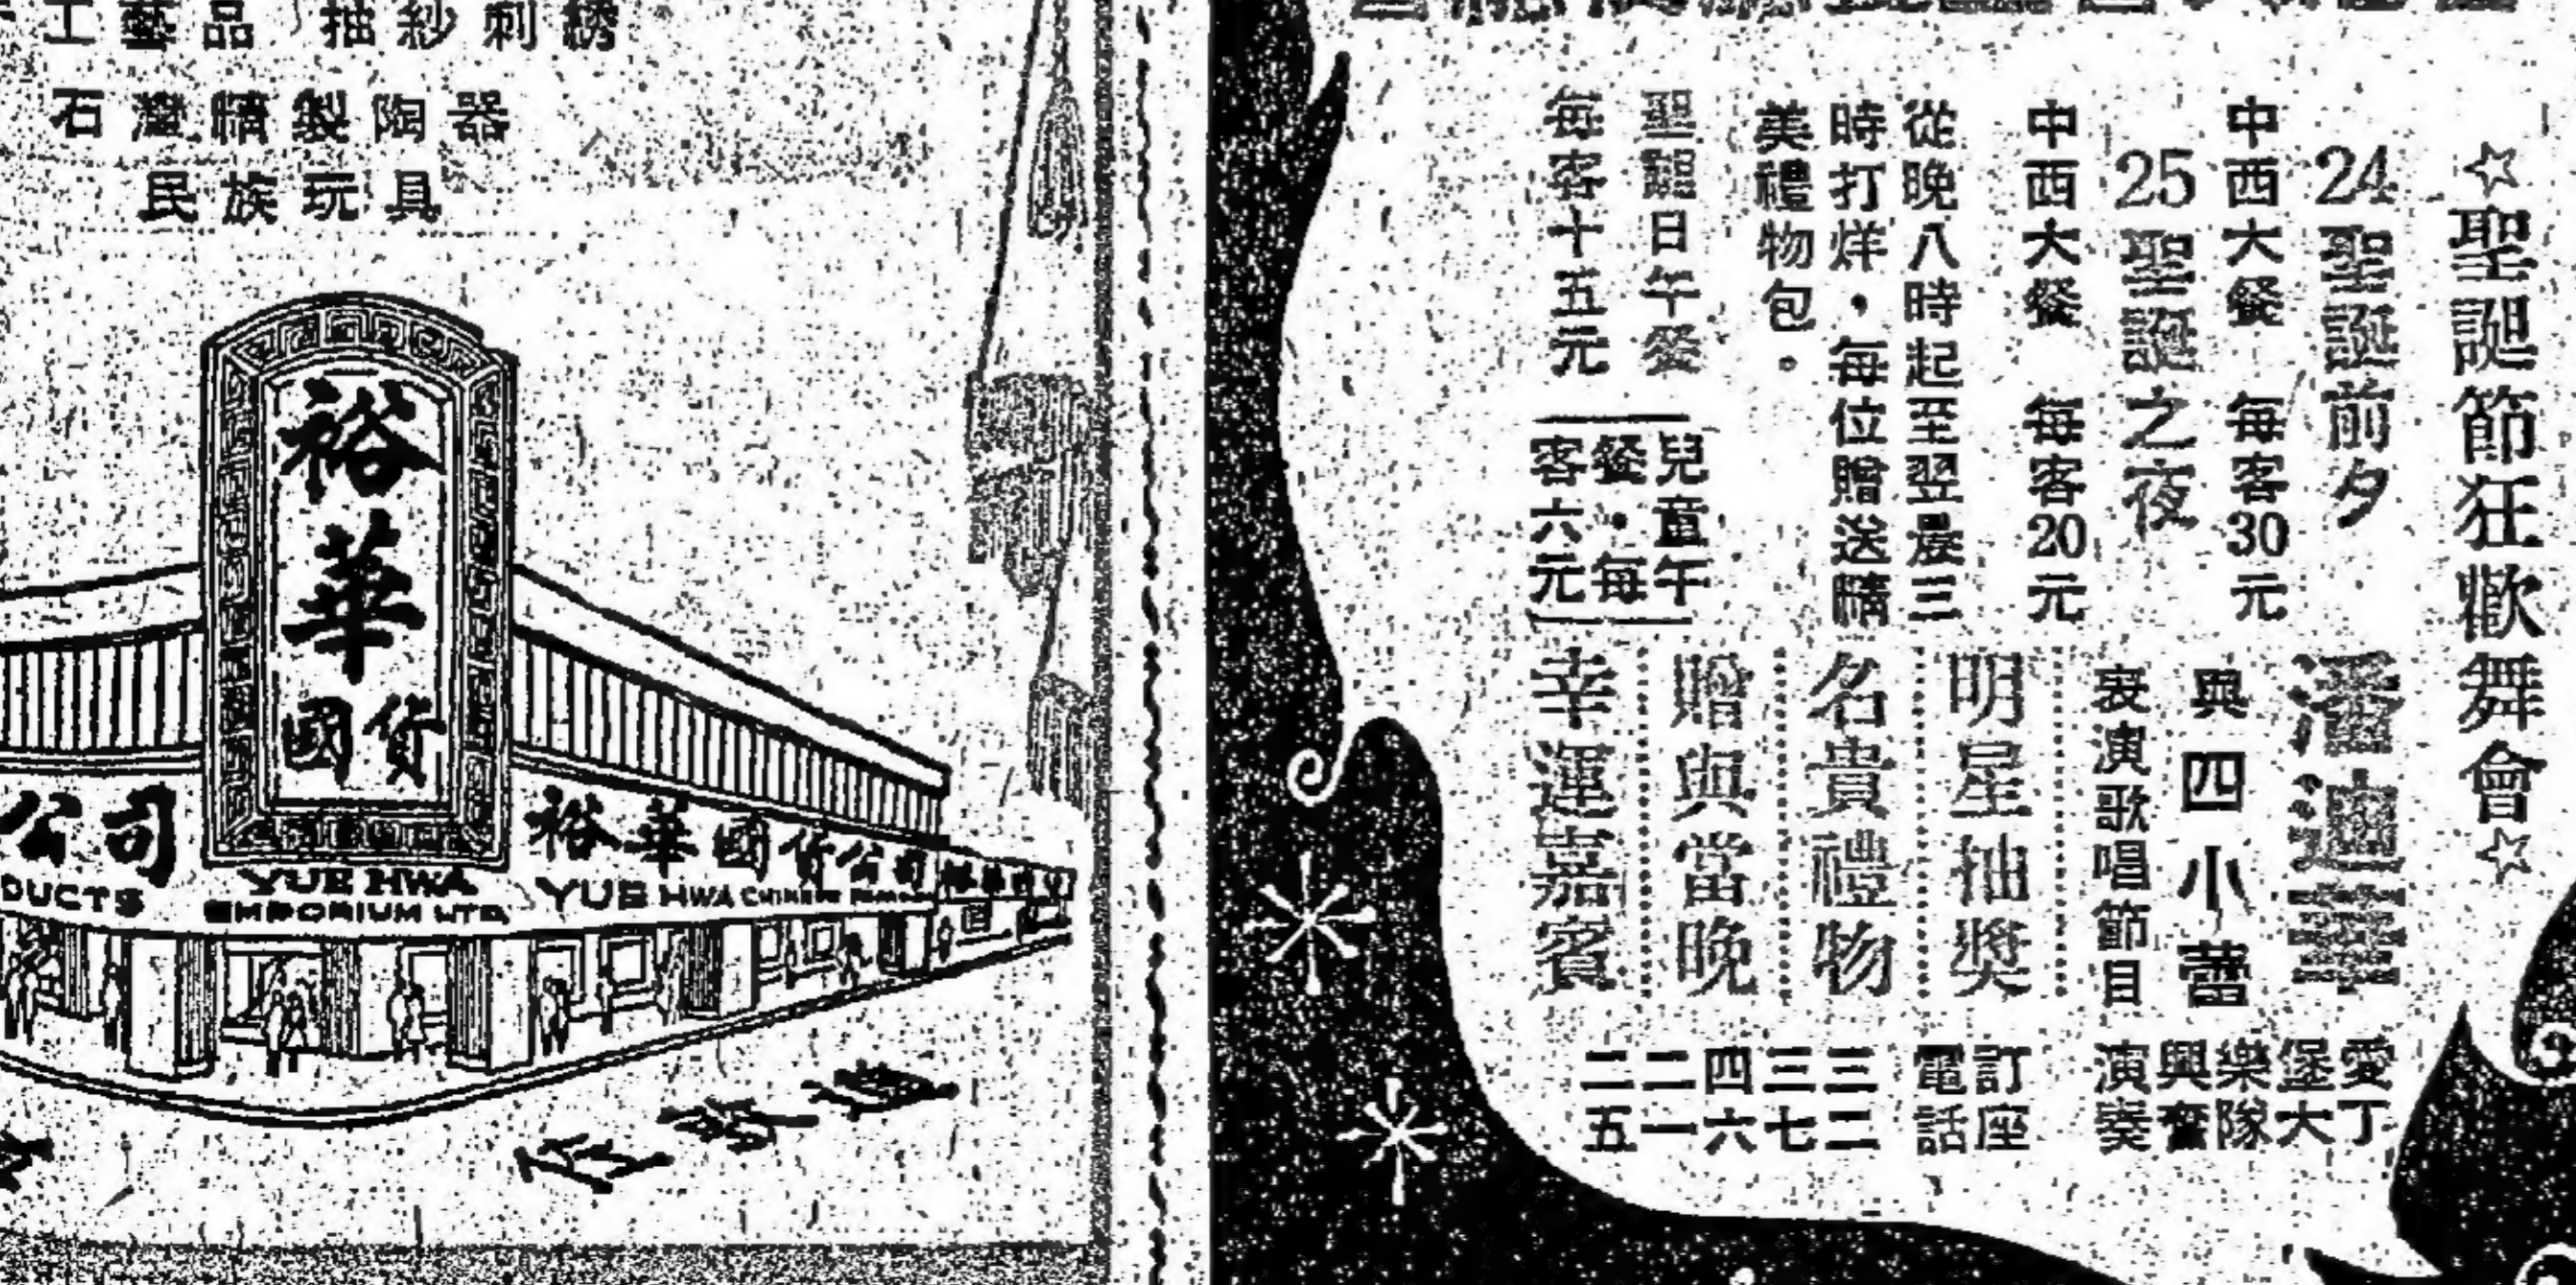 工藝品 抽紗刺繡
石灣精製陶器
民族玩具
裕華
國貨
公司
裕華國貨公司
DUCTS
YUE HWA
EMPORIUM LTD
YUE HWA CHINESE
☆聖誕節狂歡舞會☆
24聖誕前夕
中西大餐 每客30元
25聖誕之夜
中西大餐 每客20元
從晚八時起至翌晨三
時打烊，每位贈送精
美禮物包。
聖誕日午餐
每客十五元
兒童午
餐，每
客六元
潘迪華
與四小蕾
表演歌唱節目
明星抽獎
名貴禮物
贈與當晚
幸運嘉賓
愛丁
堡大
樂隊
興奮
演奏
訂座
電話
三二
三七
四六
二一
二五